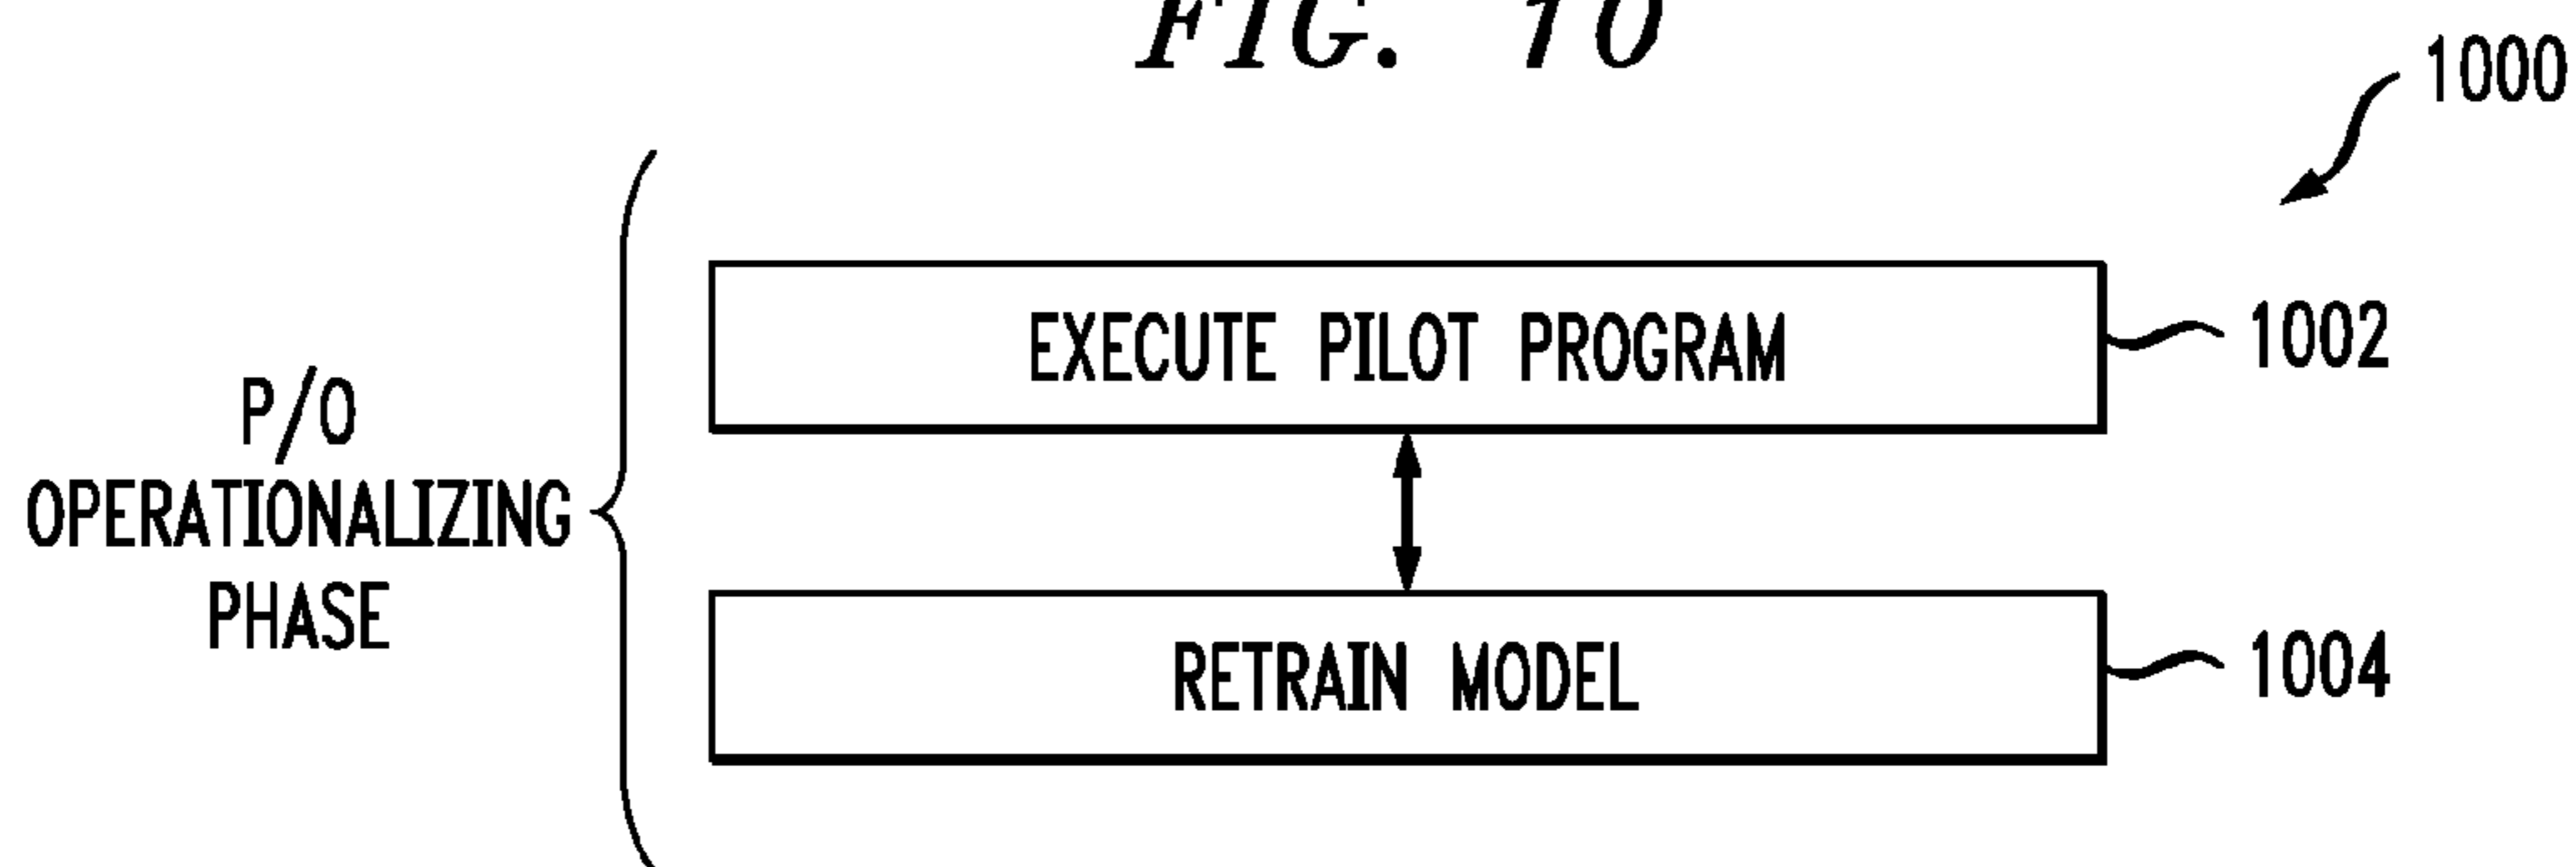 FIG. 10
1000
EXECUTE PILOT PROGRAM
1002
P/O
OPERATIONALIZING
PHASE
RETRAIN MODEL
1004